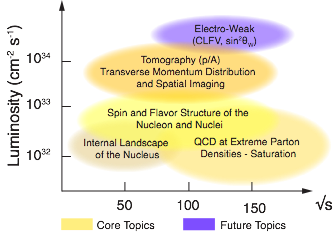 Luminosity (cm⁻² s⁻¹)
10³⁴
10³³
10³²
Electro-Weak
(CLFV, sin²θw)
Tomography (p/A)
Transverse Momentum Distribution
and Spatial Imaging
Spin and Flavor Structure of the
Nucleon and Nuclei
Internal Landscape
of the Nucleus
QCD at Extreme Parton
Densities - Saturation
50
100
150
√s
Core Topics
Future Topics